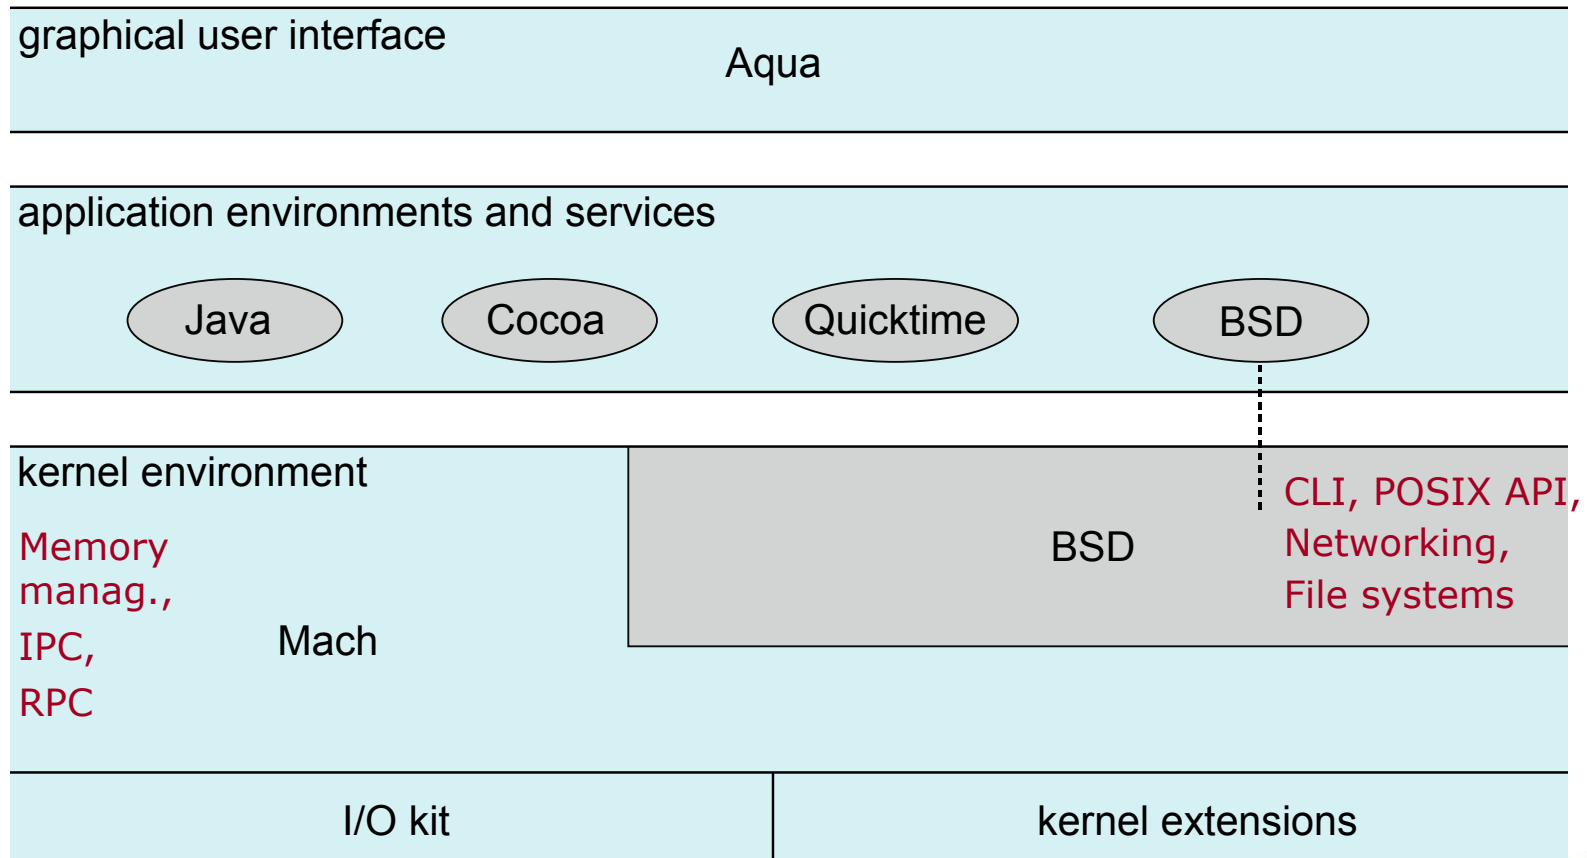 graphical user interface
Aqua
application environments and services
Java
Cocoa
Quicktime
BSD
kernel environment
Memory
manag.,
IPC,
RPC
Mach
BSD
CLI, POSIX API,
Networking,
File systems
I/O kit
kernel extensions